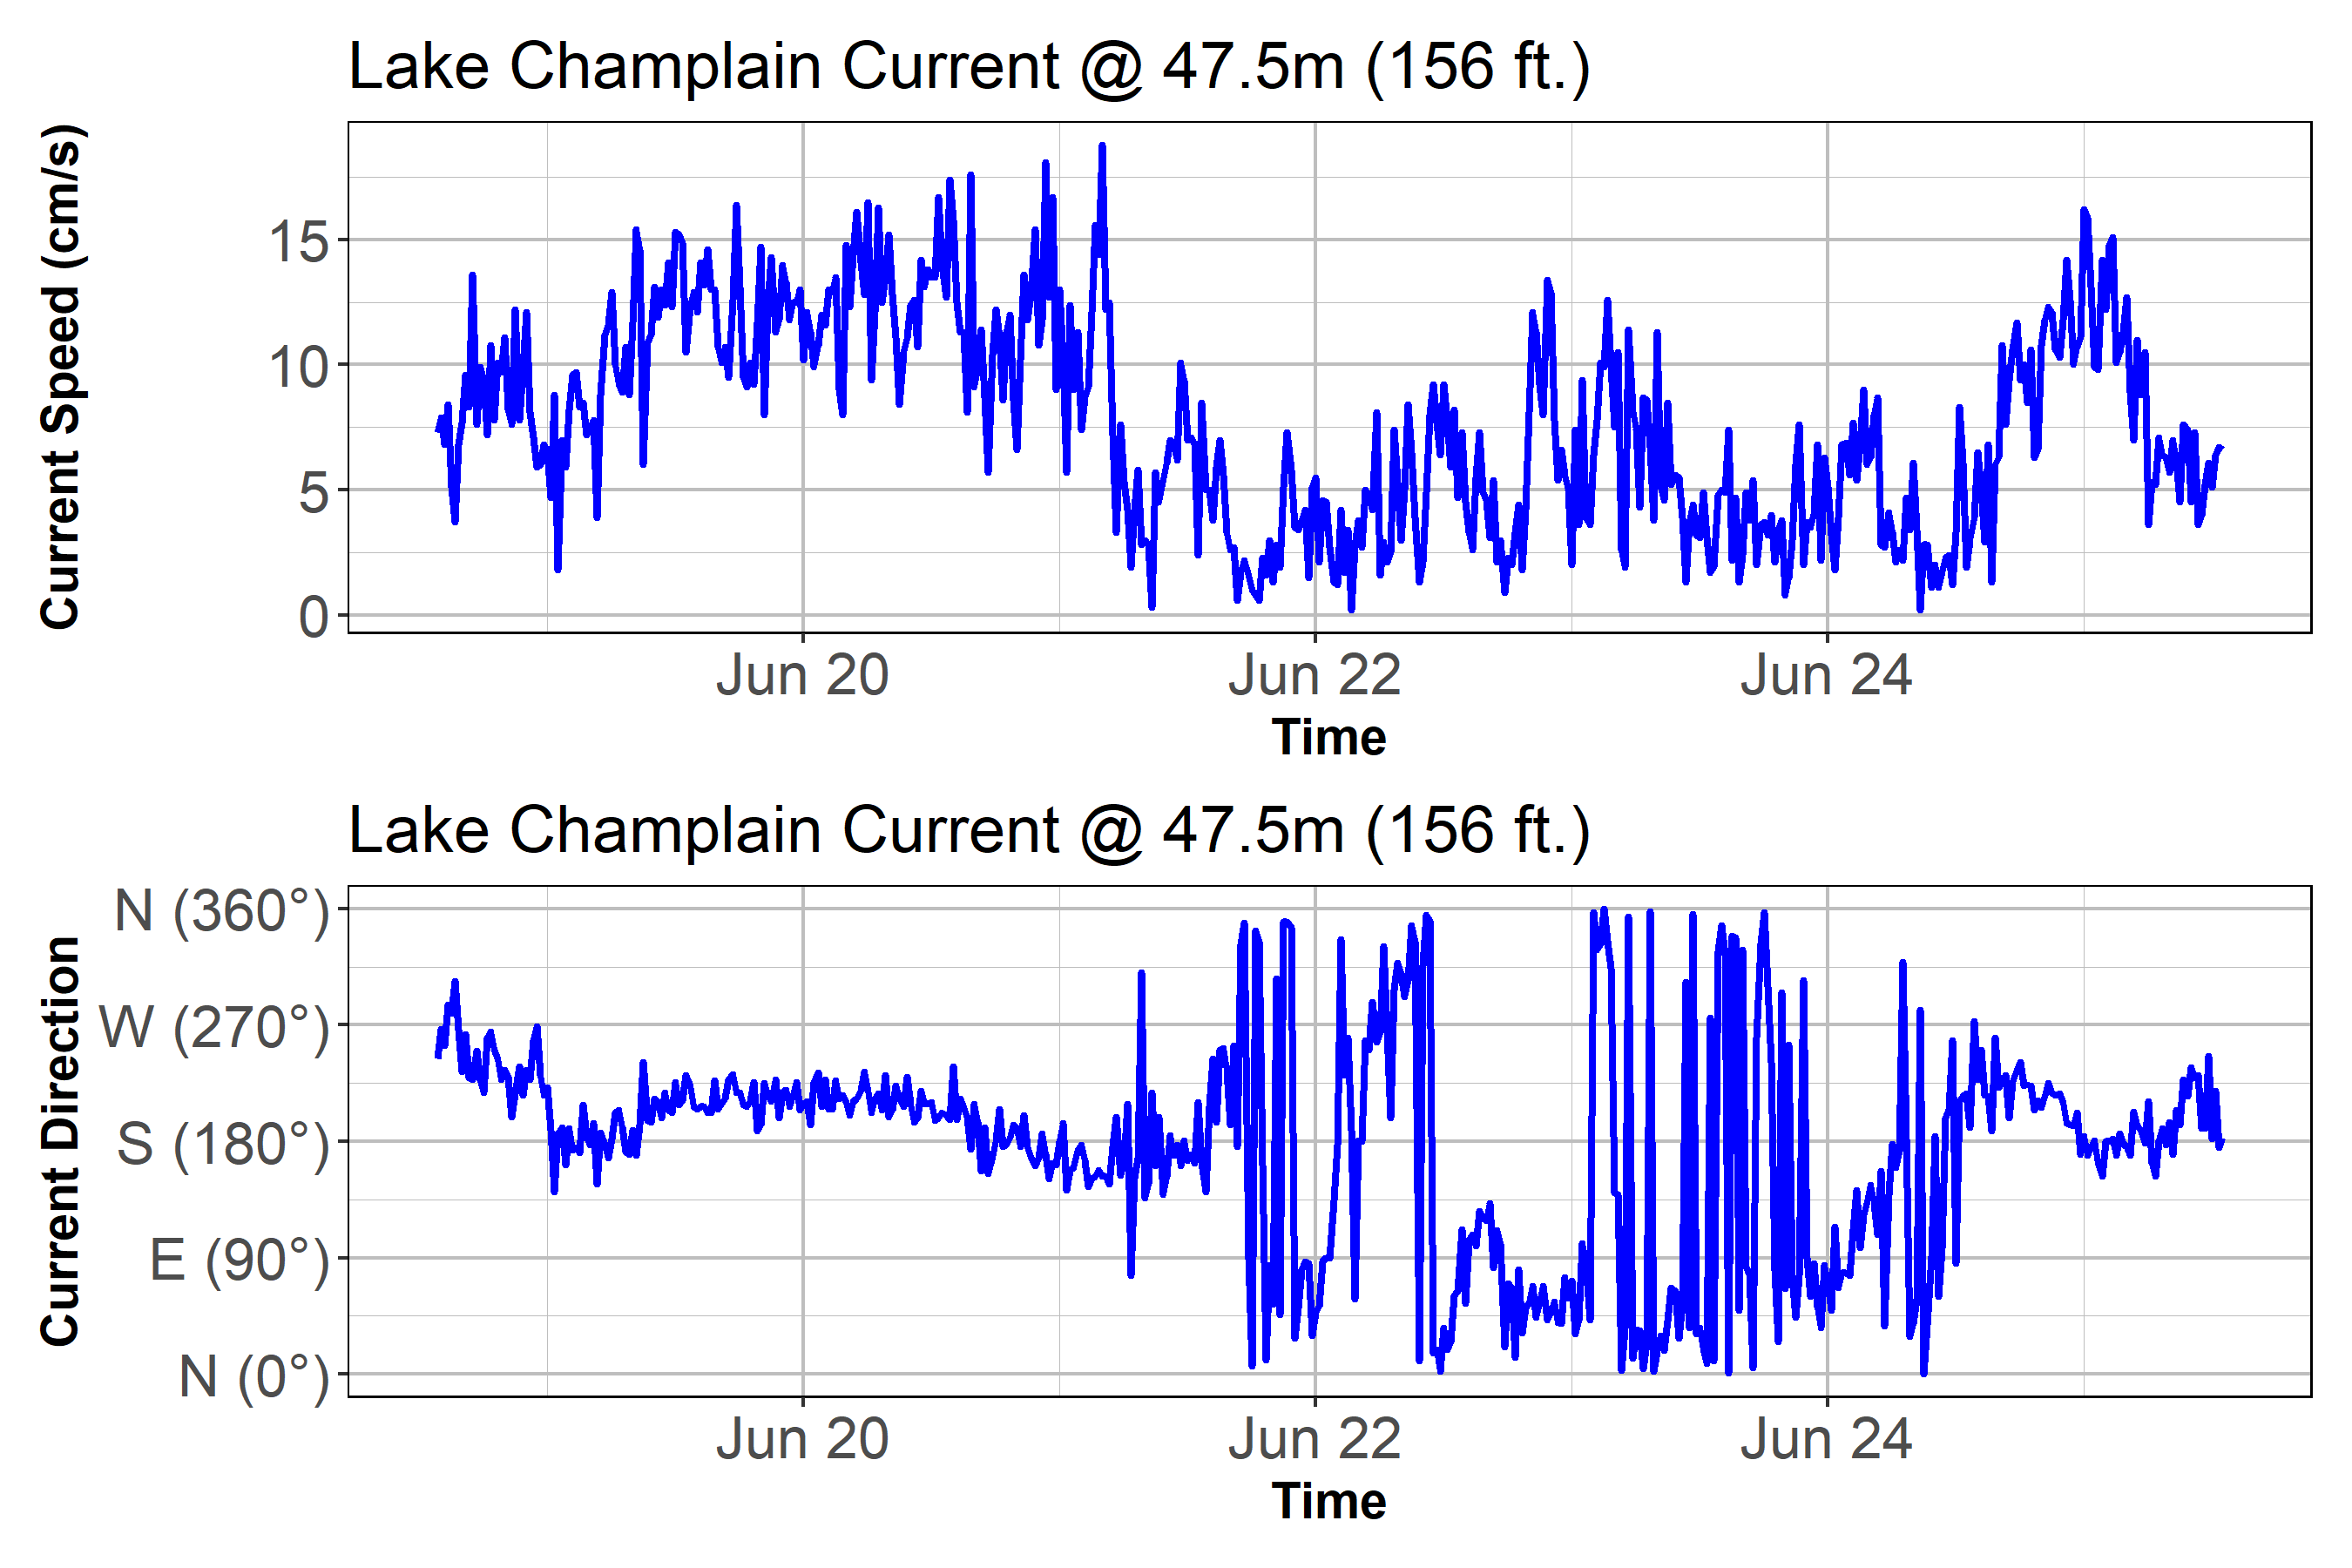 Lake Champlain Current @ 47.5m (156 ft.)
Current Speed (cm/s)
15
10
5
0
Jun 20
Jun 22
Jun 24
Time
Lake Champlain Current @ 47.5m (156 ft.)
Current Direction
N (360°)
W (270°)
S (180°)
E (90°)
N (0°)
Jun 20
Jun 22
Jun 24
Time